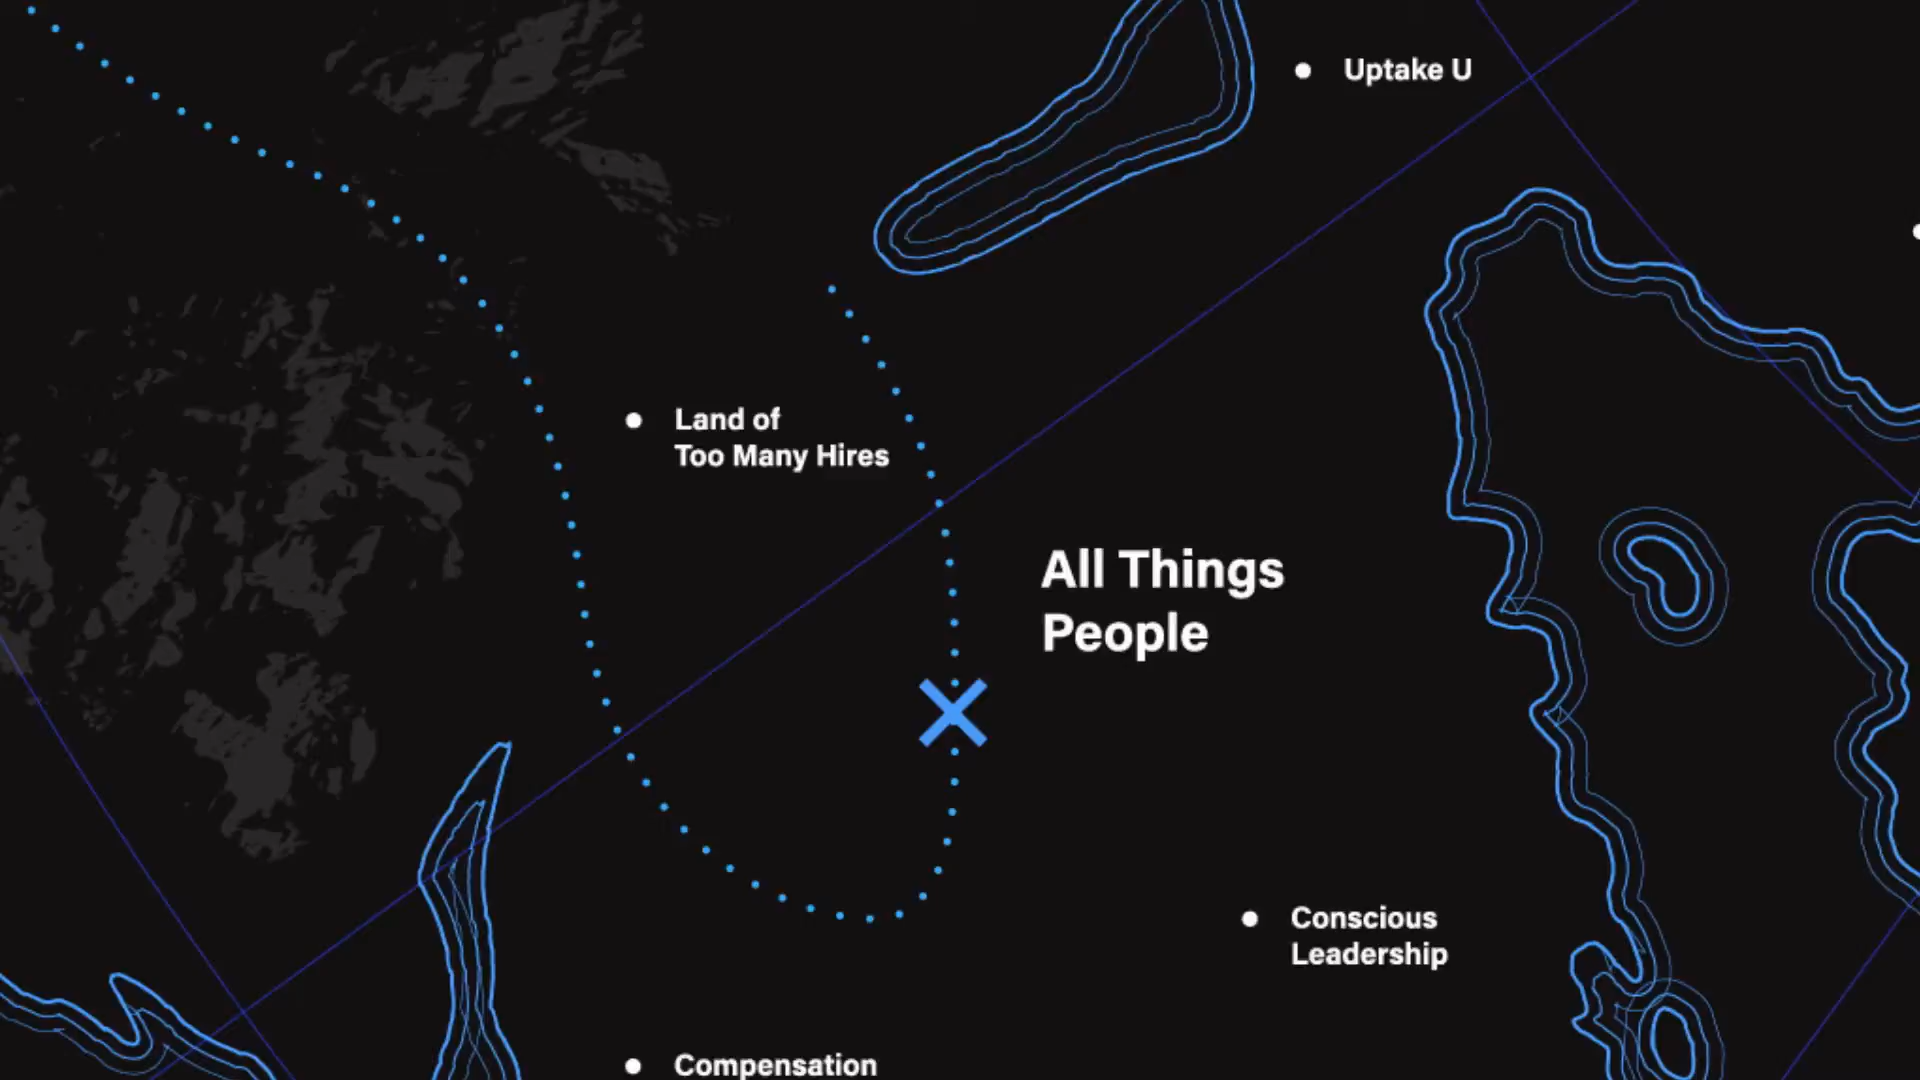 Uptake U
Land of
Too Many Hires
All Things
People
Conscious
Leadership
Compensation